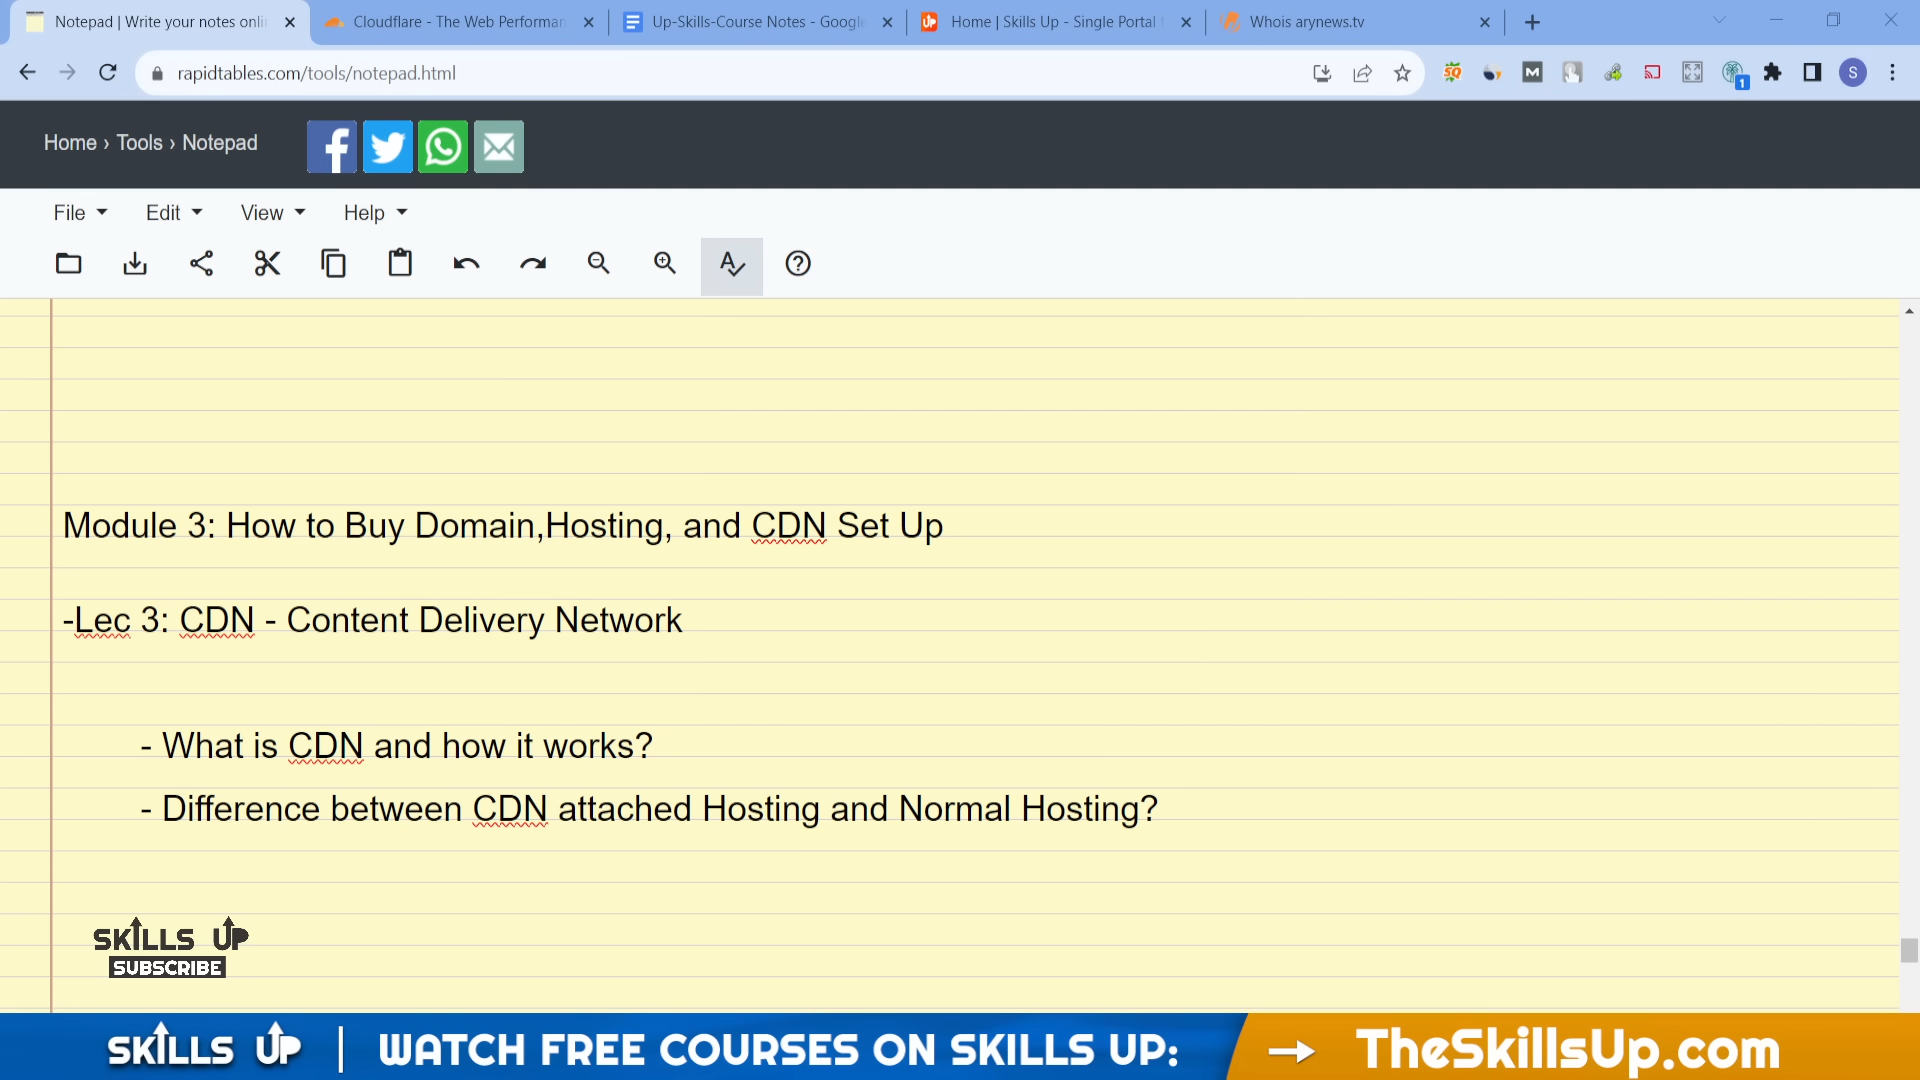 Notepad | Write your notes onli
Cloudflare - The Web Performan
Up-Skills-Course Notes - Google
Home | Skills Up - Single Portal f
Whois arynews.tv
rapidtables.com/tools/notepad.html
SQ
M
1
S
Home › Tools › Notepad
File
Edit
View
Help
Module 3: How to Buy Domain,Hosting, and CDN Set Up
-Lec 3: CDN - Content Delivery Network
- What is CDN and how it works?
- Difference between CDN attached Hosting and Normal Hosting?
SKILLS UP
SUBSCRIBE
SKILLS UP | WATCH FREE COURSES ON SKILLS UP: → TheSkillsUp.com